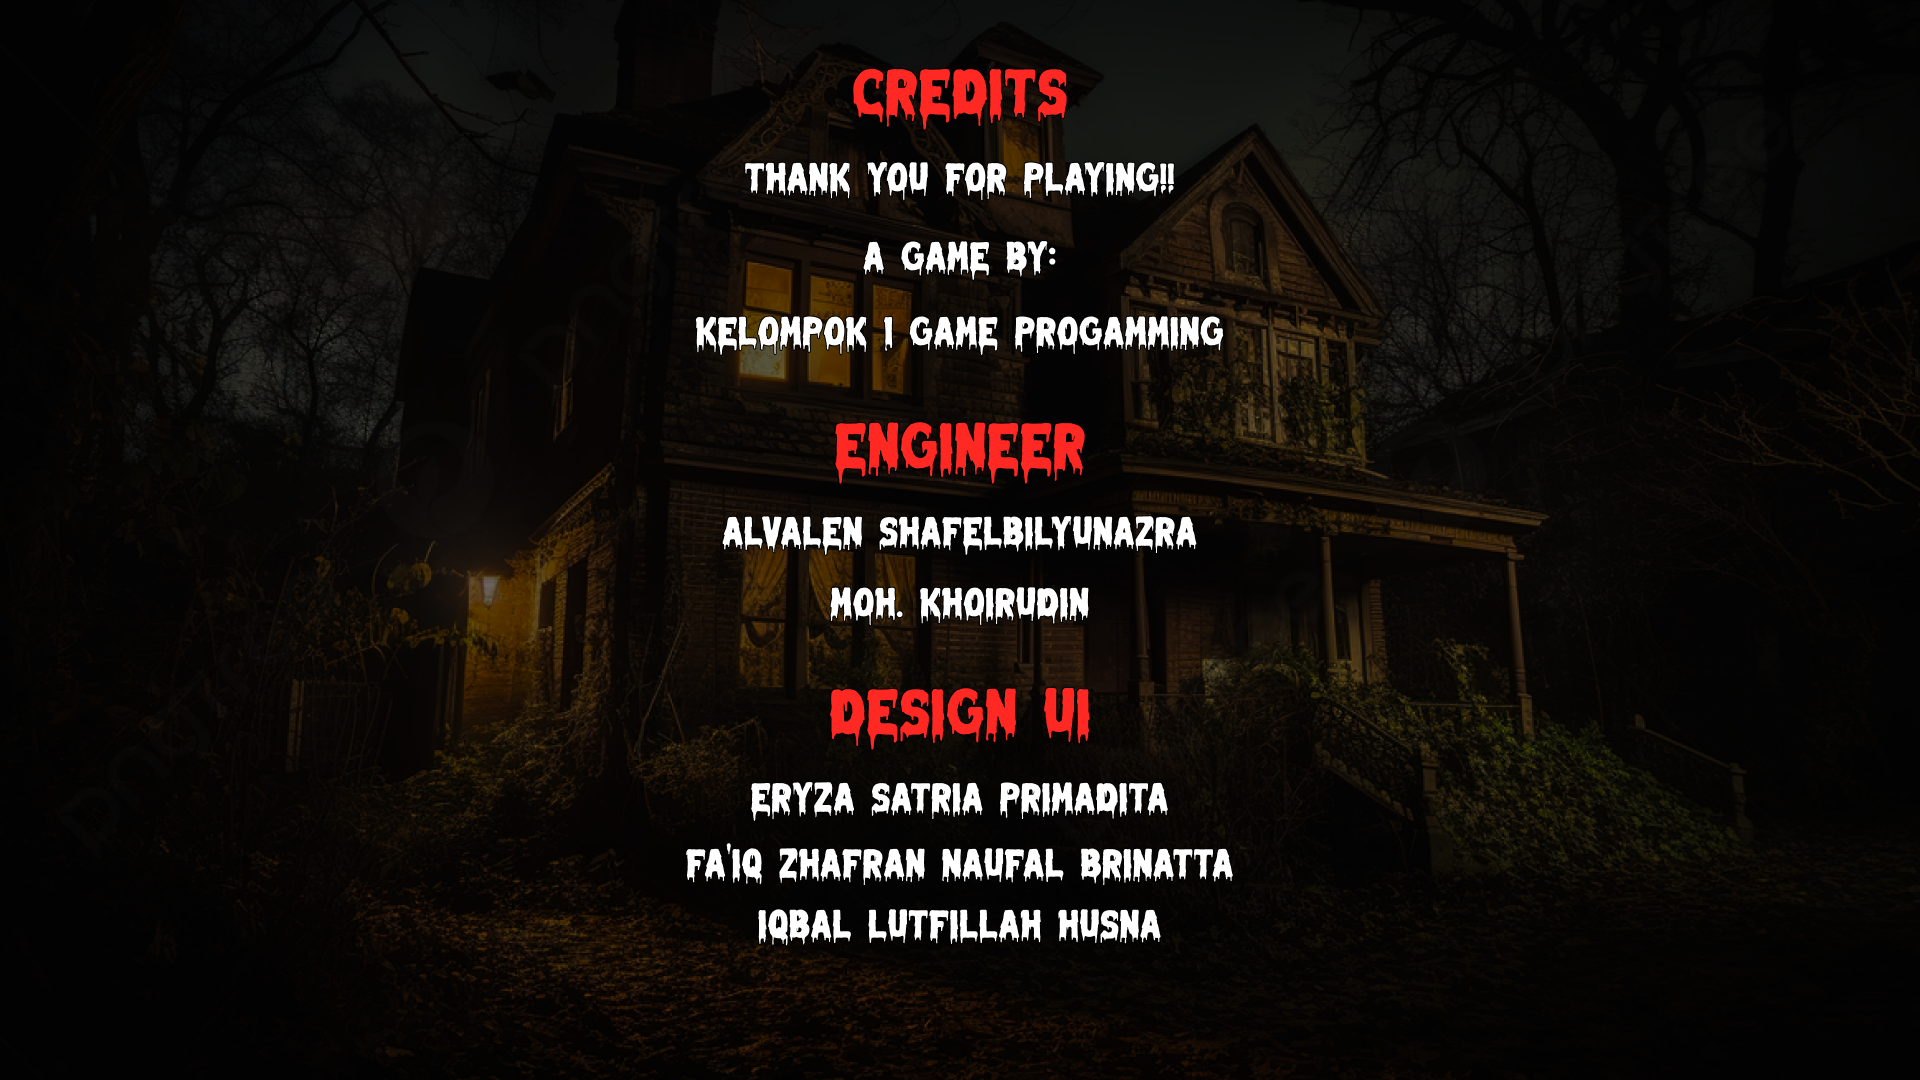 CREDITS
THANK YOU FOR PLAYING!!
A GAME BY:
KELOMPOK 1 GAME PROGAMMING
ENGINEER
ALVALEN SHAFELBILYUNAZRA
MOH. KHOIRUDIN
DESIGN UI
ERYZA SATRIA PRIMADITA
FA'IQ ZHAFRAN NAUFAL BRINATTA
IQBAL LUTFILLAH HUSNA